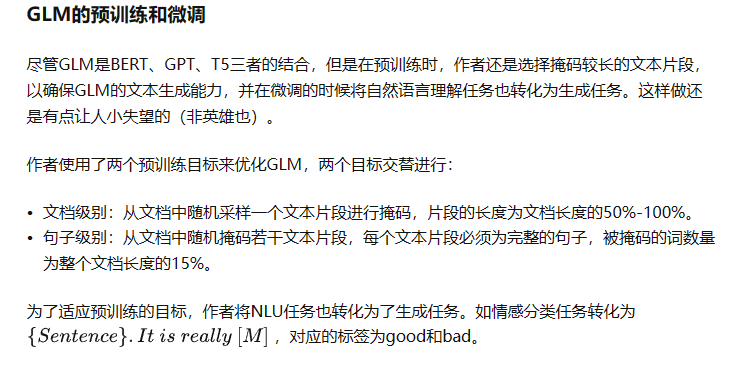 GLM的预训练和微调
尽管GLM是BERT、GPT、T5三者的结合，但是在预训练时，作者还是选择掩码较长的文本片段，
以确保GLM的文本生成能力，并在微调的时候将自然语言理解任务也转化为生成任务。这样做还
是有点让人小失望的（非英雄也）。
作者使用了两个预训练目标来优化GLM，两个目标交替进行：
• 文档级别：从文档中随机采样一个文本片段进行掩码，片段的长度为文档长度的50%-100%。
• 句子级别：从文档中随机掩码若干文本片段，每个文本片段必须为完整的句子，被掩码的词数量
为整个文档长度的15%。
为了适应预训练的目标，作者将NLU任务也转化为了生成任务。如情感分类任务转化为
{Sentence}. It is really [M] ，对应的标签为good和bad。